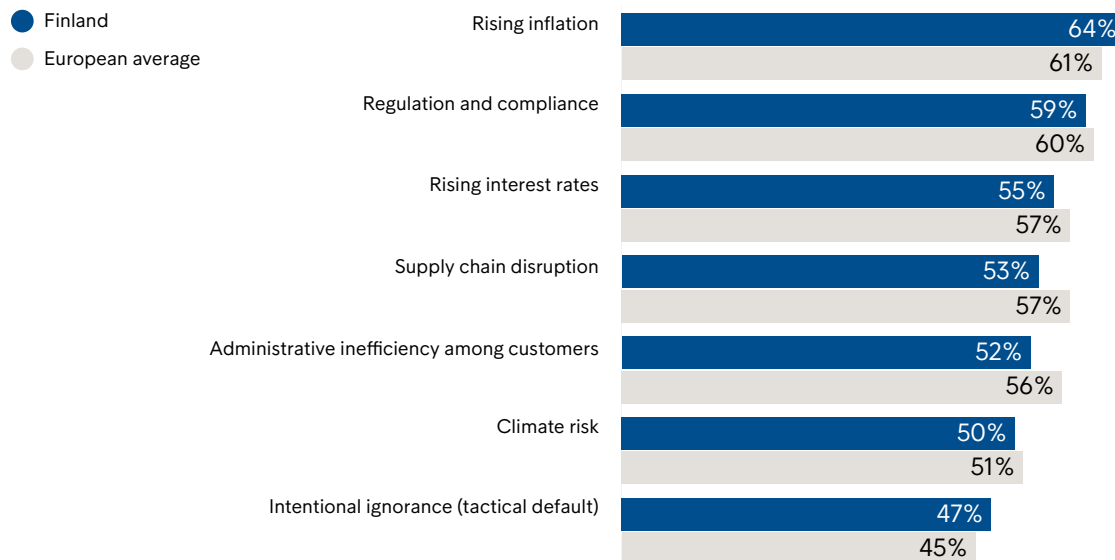 Finland
European average
Rising inflation
64%
61%
Regulation and compliance
59%
60%
Rising interest rates
55%
57%
Supply chain disruption
53%
57%
Administrative inefficiency among customers
52%
56%
Climate risk
50%
51%
Intentional ignorance (tactical default)
47%
45%